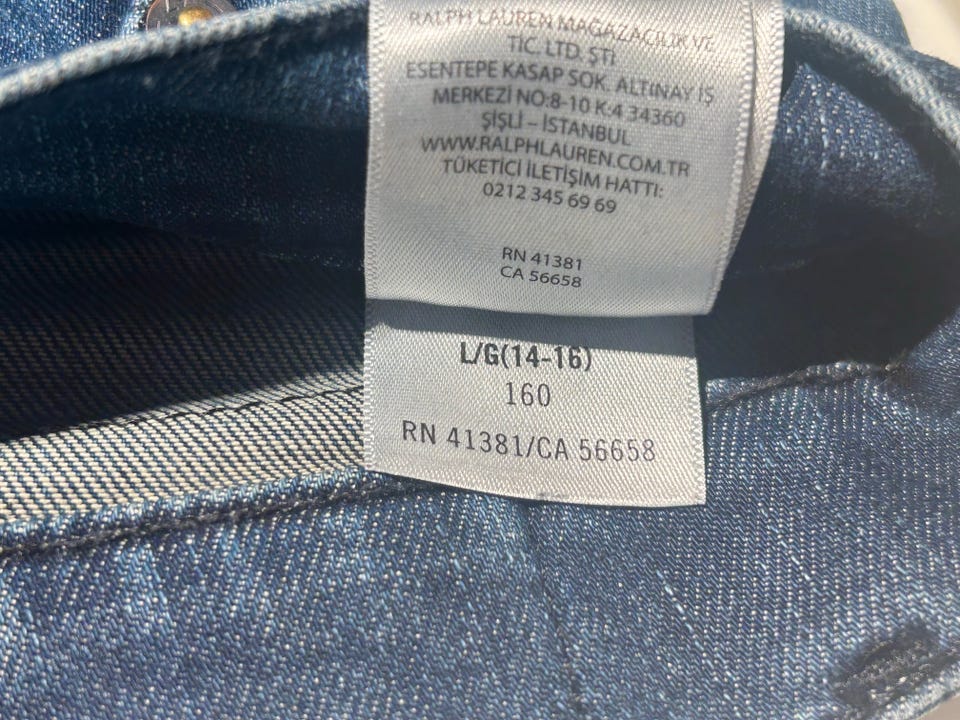 RALPH LAUREN MAĞAZACILIK VE
TİC. LTD. ŞTİ
ESENTEPE KASAP SOK. ALTINAY İŞ
MERKEZİ NO:8-10 K:4 34360
ŞİŞLİ – İSTANBUL
WWW.RALPHLAUREN.COM.TR
TÜKETİCİ İLETİŞİM HATTI:
0212 345 69 69
RN 41381
CA 56658
L/G(14-16)
160
RN 41381/CA 56658